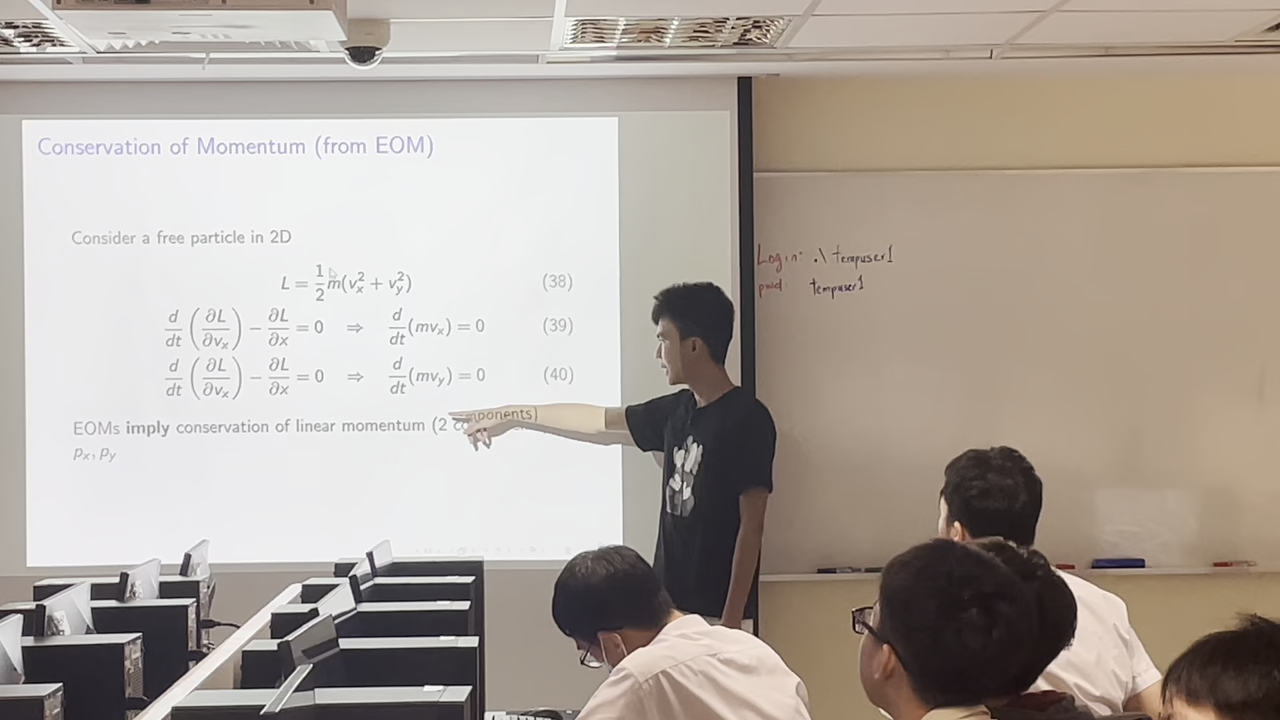 Conservation of Momentum (from EOM)
Consider a free particle in 2D
L = 1/2 m(v_x^2 + v_y^2) (38)
d/dt (∂L/∂v_x) − ∂L/∂x = 0 ⇒ d/dt (mv_x) = 0 (39)
d/dt (∂L/∂v_x) − ∂L/∂x = 0 ⇒ d/dt (mv_y) = 0 (40)
EOMs imply conservation of linear momentum (2 components)
p_x, p_y
Login: .\tempuser1
pwd: tempuser1